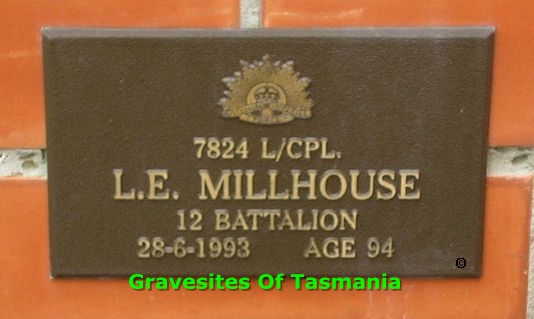 7824 L/CPL.
L.E. MILLHOUSE
12 BATTALION
28-6-1993 AGE 94
©
Gravesites Of Tasmania